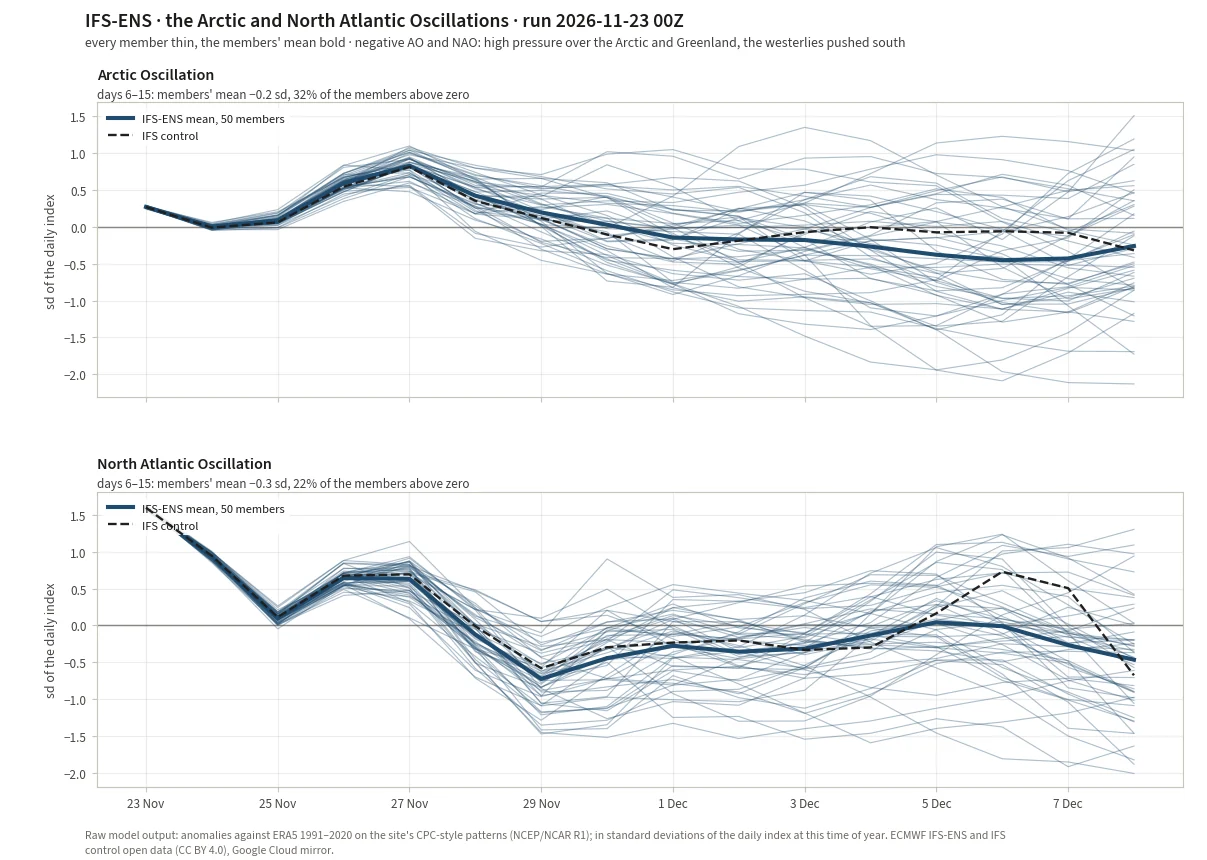 IFS-ENS · the Arctic and North Atlantic Oscillations · run 2026-11-23 00Z
every member thin, the members' mean bold · negative AO and NAO: high pressure over the Arctic and Greenland, the westerlies pushed south
Arctic Oscillation
days 6–15: members' mean −0.2 sd, 32% of the members above zero
IFS-ENS mean, 50 members
IFS control
sd of the daily index
1.5
1.0
0.5
0.0
−0.5
−1.0
−1.5
−2.0
North Atlantic Oscillation
days 6–15: members' mean −0.3 sd, 22% of the members above zero
IFS-ENS mean, 50 members
IFS control
sd of the daily index
1.5
1.0
0.5
0.0
−0.5
−1.0
−1.5
−2.0
23 Nov 25 Nov 27 Nov 29 Nov 1 Dec 3 Dec 5 Dec 7 Dec
Raw model output: anomalies against ERA5 1991–2020 on the site's CPC-style patterns (NCEP/NCAR R1); in standard deviations of the daily index at this time of year. ECMWF IFS-ENS and IFS
control open data (CC BY 4.0), Google Cloud mirror.